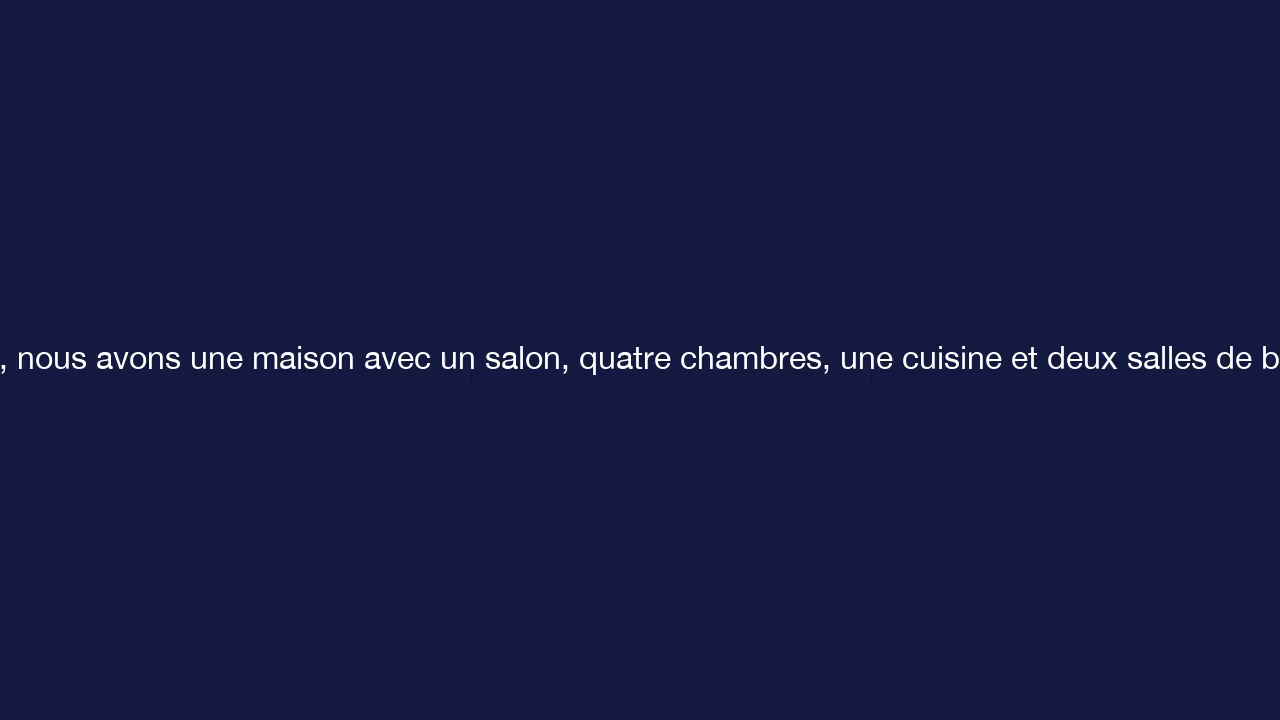 , nous avons une maison avec un salon, quatre chambres, une cuisine et deux salles de b